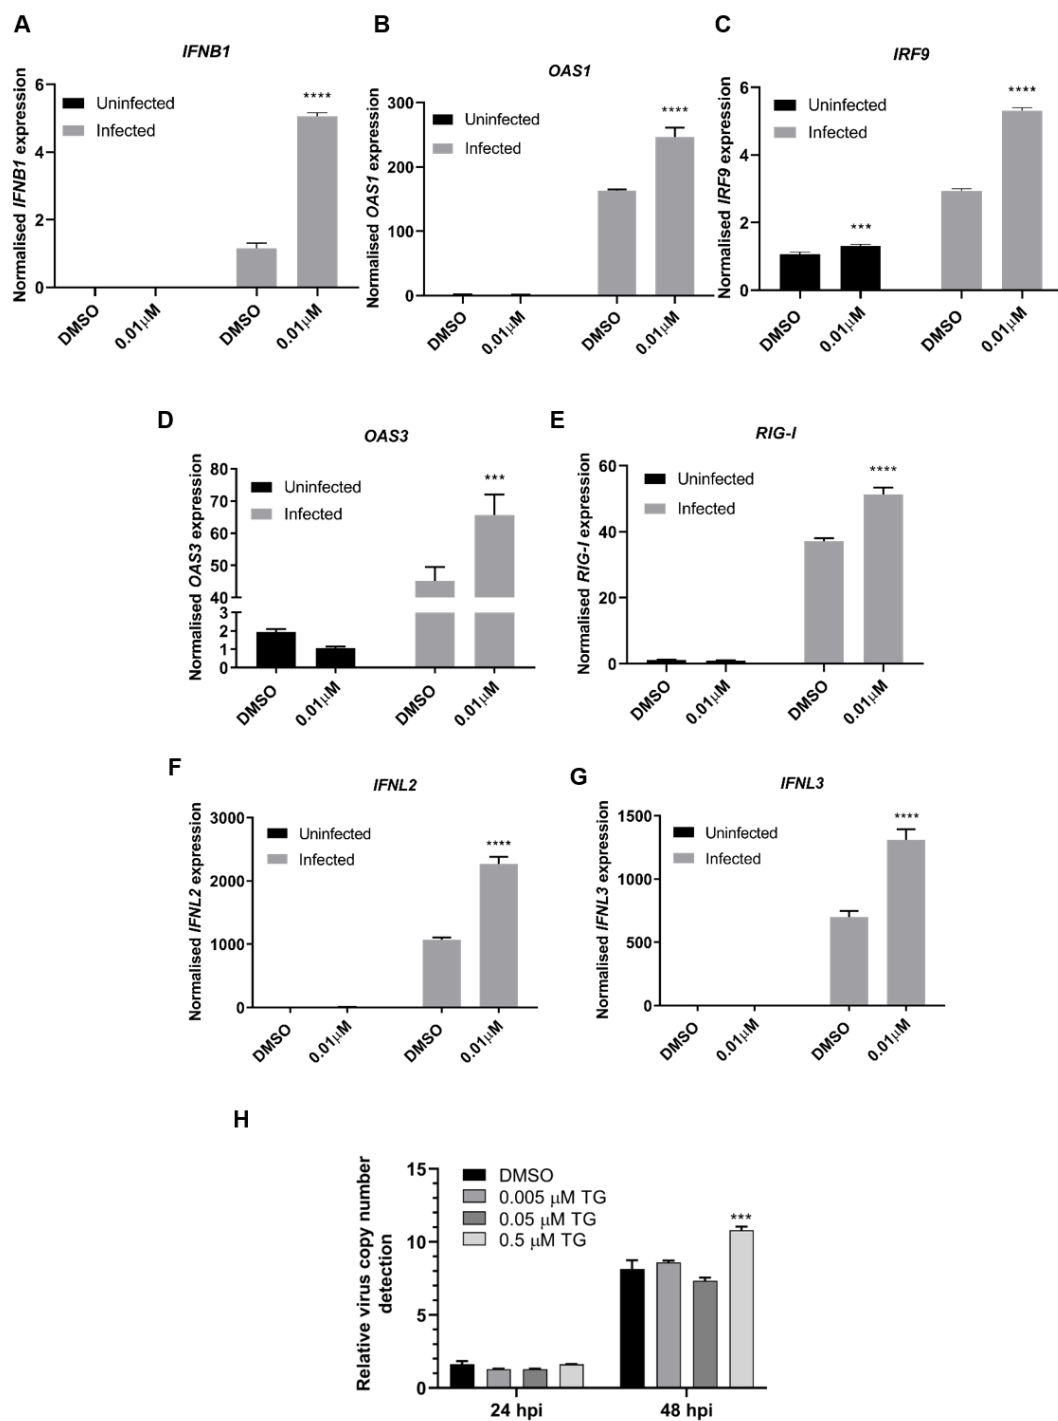 A
IFNB1
Normalised IFNB1 expression
6
4
2
0
Uninfected
Infected
****
DMSO
0.01μM
DMSO
0.01μM
B
OAS1
Normalised OAS1 expression
300
200
100
0
Uninfected
Infected
****
DMSO
0.01μM
DMSO
0.01μM
C
IRF9
Normalised IRF9 expression
6
4
2
0
Uninfected
Infected
***
****
DMSO
0.01μM
DMSO
0.01μM
D
OAS3
Normalised OAS3 expression
80
70
60
50
40
3
2
1
0
Uninfected
Infected
***
DMSO
0.01μM
DMSO
0.01μM
E
RIG-I
Normalised RIG-I expression
60
40
20
0
Uninfected
Infected
****
DMSO
0.01μM
DMSO
0.01μM
F
IFNL2
Normalised IFNL2 expression
3000
2000
1000
0
Uninfected
Infected
****
DMSO
0.01μM
DMSO
0.01μM
G
IFNL3
Normalised IFNL3 expression
1500
1000
500
0
Uninfected
Infected
****
DMSO
0.01μM
DMSO
0.01μM
H
Relative virus copy number
detection
15
10
5
0
DMSO
0.005 μM TG
0.05 μM TG
0.5 μM TG
***
24 hpi
48 hpi